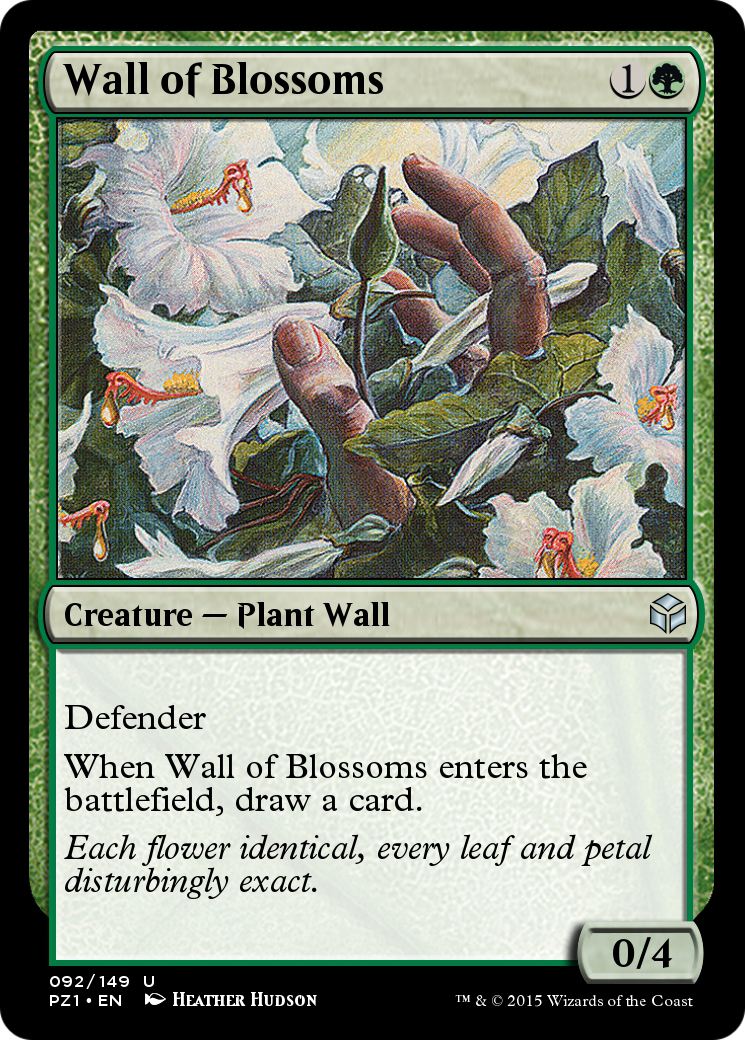 Wall of Blossoms 1
Creature — Plant Wall
Defender
When Wall of Blossoms enters the
battlefield, draw a card.
Each flower identical, every leaf and petal
disturbingly exact.
0/4
092/149 U
PZ1 • EN Heather Hudson
™ & © 2015 Wizards of the Coast